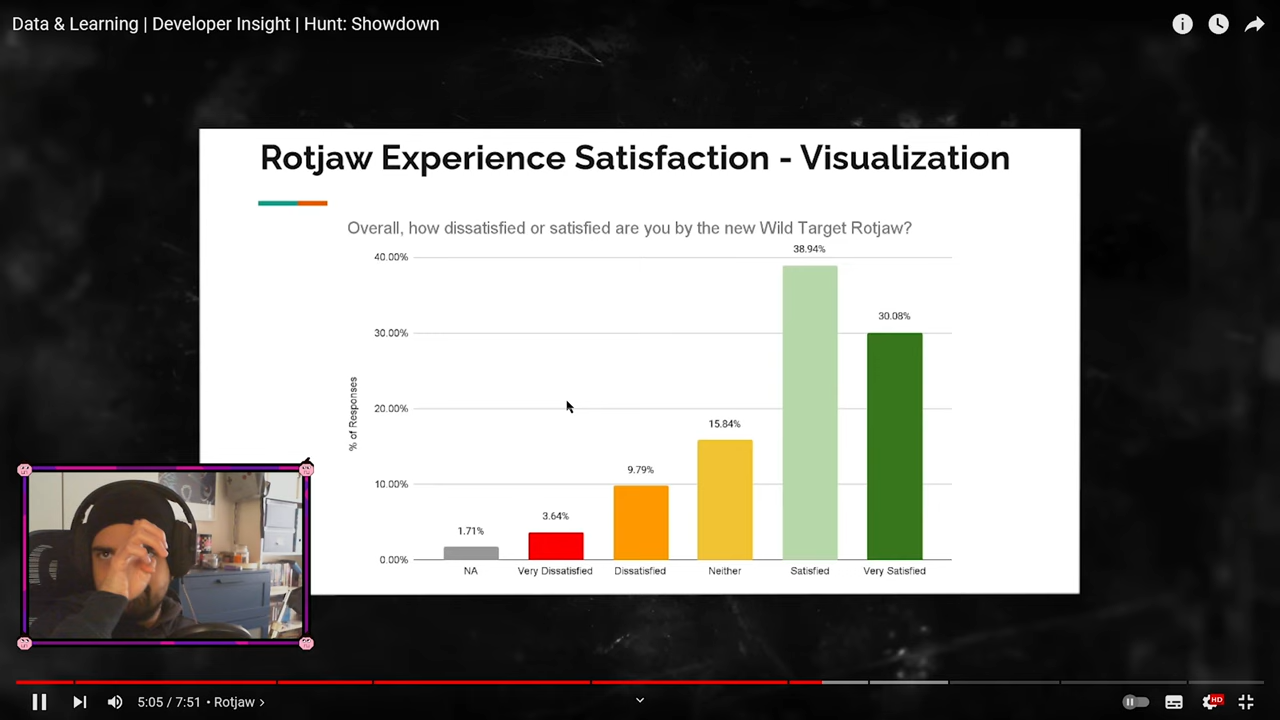 Data & Learning | Developer Insight | Hunt: Showdown
Rotjaw Experience Satisfaction - Visualization
Overall, how dissatisfied or satisfied are you by the new Wild Target Rotjaw?
38.94%
40.00%
30.08%
30.00%
20.00%
% of Responses
15.84%
9.79%
10.00%
3.64%
1.71%
0.00%
NA Very Dissatisfied Dissatisfied Neither Satisfied Very Satisfied
5:05 / 7:51 • Rotjaw >
HD